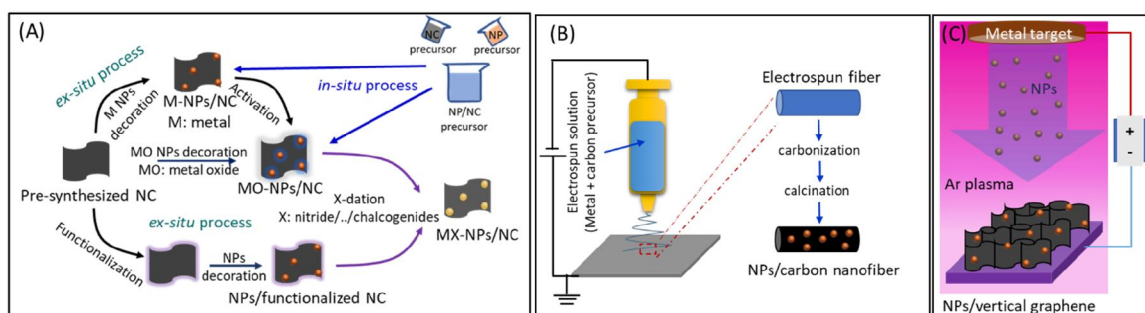 (A)
NC
precursor
NP
precursor
ex-situ process
M NPs
decoration
M-NPs/NC
M: metal
Activation
in-situ process
NP/NC
precursor
MO NPs decoration
MO: metal oxide
Pre-synthesized NC
MO-NPs/NC
X-dation
X: nitride/../chalcogenides
MX-NPs/NC
ex-situ process
Functionalization
NPs
decoration
NPs/functionalized NC
(B)
Electrospun solution
(Metal + carbon precursor)
Electrospun fiber
carbonization
calcination
NPs/carbon nanofiber
(C)
Metal target
NPs
+
-
Ar plasma
NPs/vertical graphene